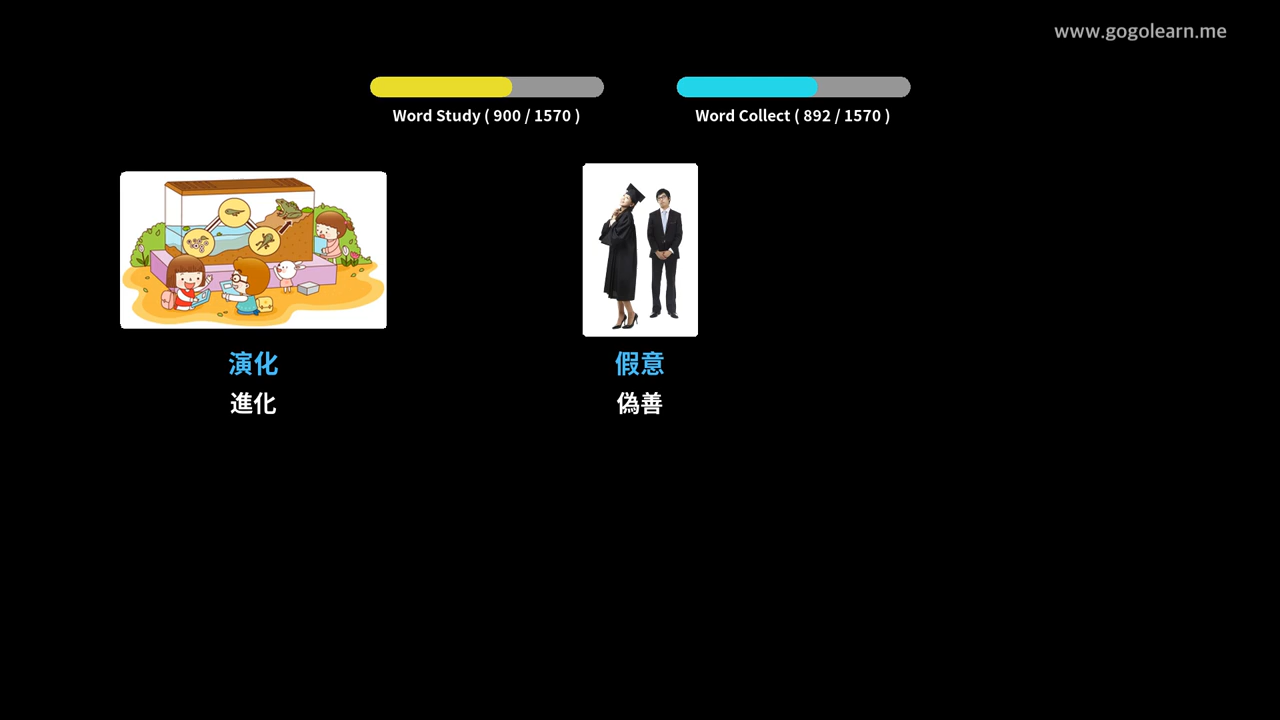 www.gogolearn.me
Word Study ( 900 / 1570 )
Word Collect ( 892 / 1570 )
演化
進化
假意
偽善